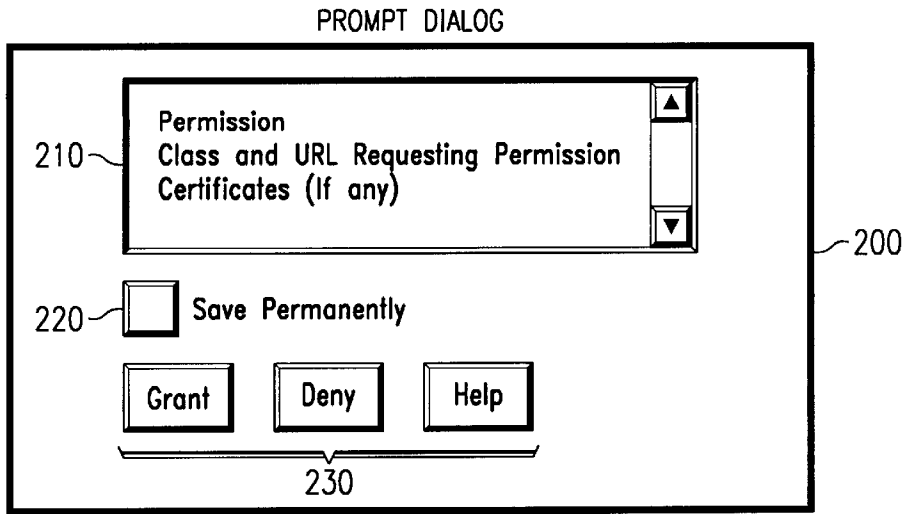 PROMPT DIALOG
Permission
210
Class and URL Requesting Permission
Certificates (If any)
200
220
Save Permanently
Grant
Deny
Help
230